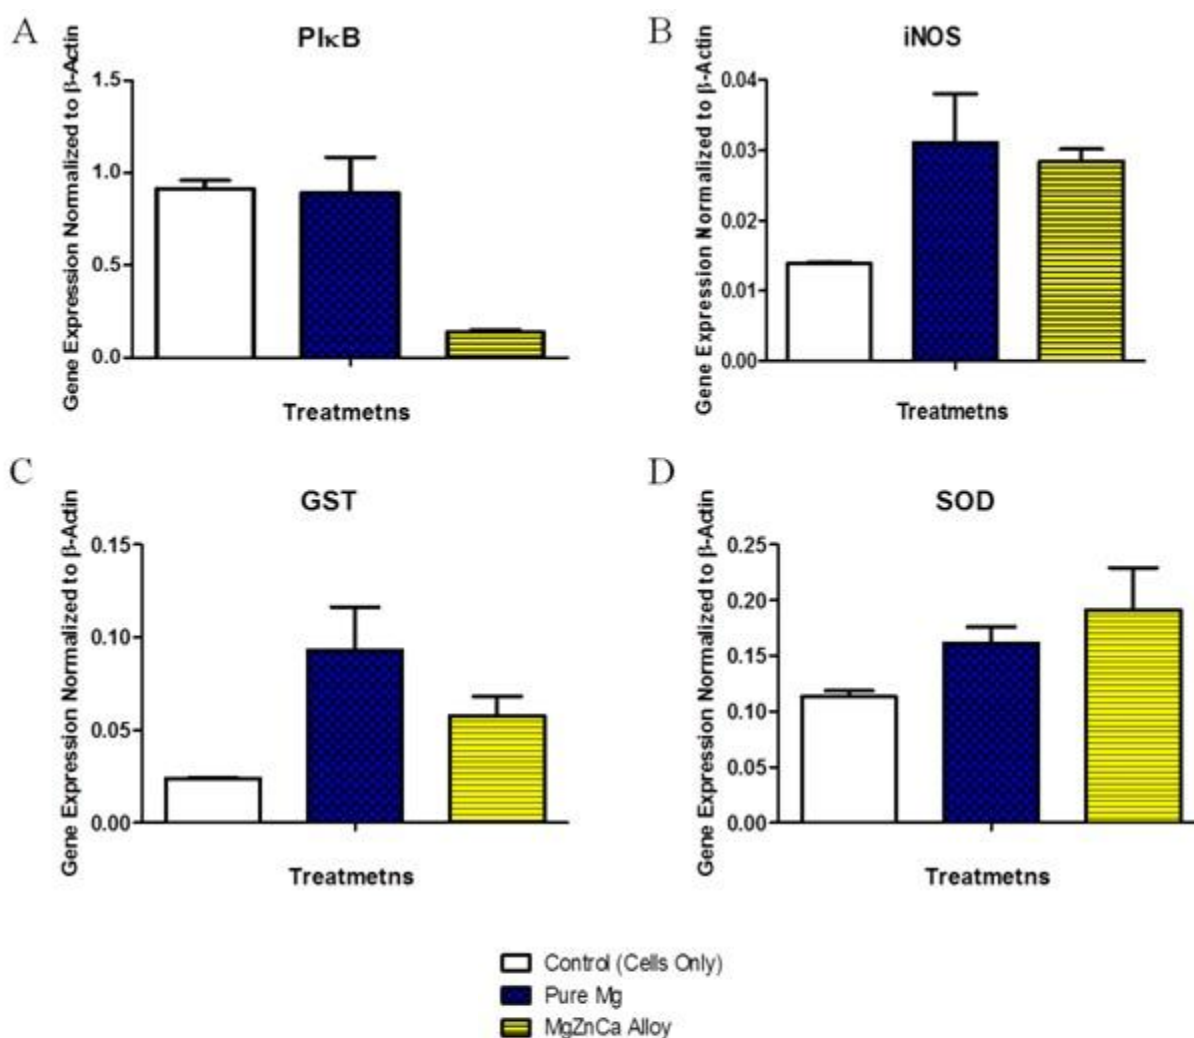 A
PIκB
Gene Expression Normalized to β-Actin
1.5
1.0
0.5
0.0
Treatmetns
B
iNOS
Gene Expression Normalized to β-Actin
0.04
0.03
0.02
0.01
0.00
Treatmetns
C
GST
Gene Expression Normalized to β-Actin
0.15
0.10
0.05
0.00
Treatmetns
D
SOD
Gene Expression Normalized to β-Actin
0.25
0.20
0.15
0.10
0.05
0.00
Treatmetns
Control (Cells Only)
Pure Mg
MgZnCa Alloy